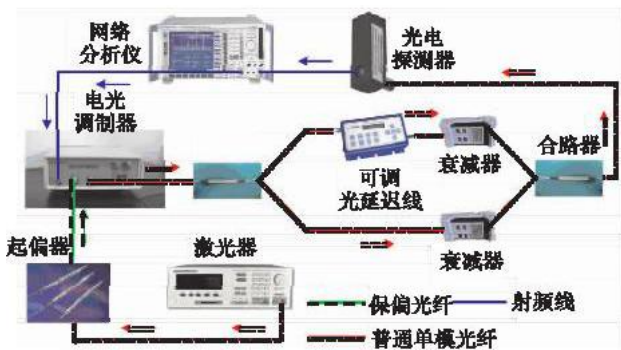 网络
分析仪
光电
探测器
电光
调制器
可调
光延迟线
衰减器
合路器
衰减器
起偏器
激光器
保偏光纤
射频线
普通单模光纤